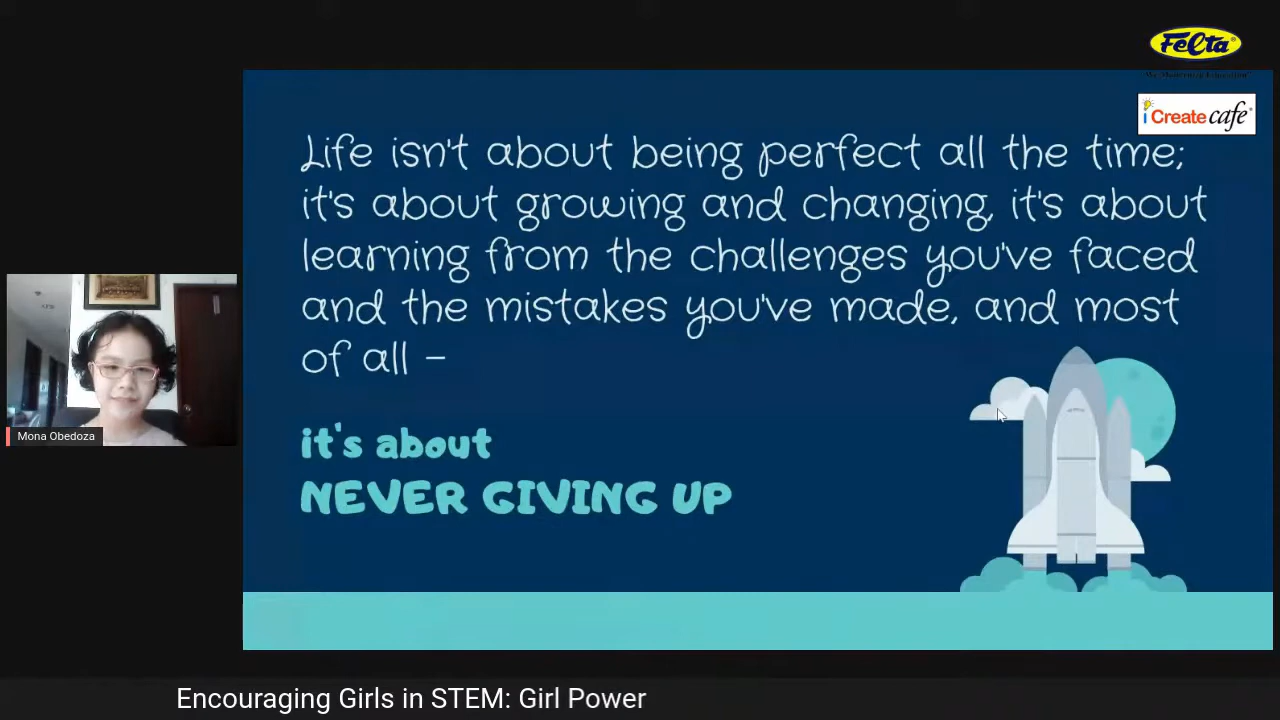 Felta
i Create cafe
Life isn't about being perfect all the time;
it's about growing and changing, it's about
learning from the challenges you've faced
and the mistakes you've made, and most
of all –
it's about
NEVER GIVING UP
Mona Obedoza
Encouraging Girls in STEM: Girl Power